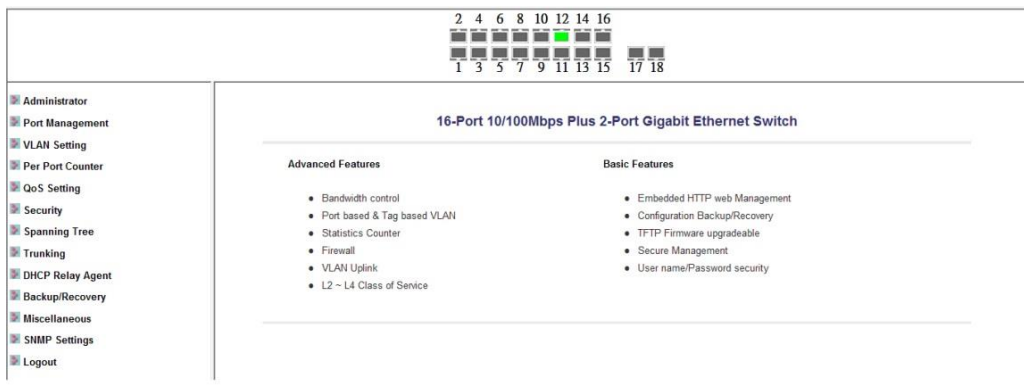 2 4 6 8 10 12 14 16
1 3 5 7 9 11 13 15 17 18
Administrator
Port Management
VLAN Setting
Per Port Counter
QoS Setting
Security
Spanning Tree
Trunking
DHCP Relay Agent
Backup/Recovery
Miscellaneous
SNMP Settings
Logout
16-Port 10/100Mbps Plus 2-Port Gigabit Ethernet Switch
Advanced Features
• Bandwidth control
• Port based & Tag based VLAN
• Statistics Counter
• Firewall
• VLAN Uplink
• L2 ~ L4 Class of Service
Basic Features
• Embedded HTTP web Management
• Configuration Backup/Recovery
• TFTP Firmware upgradeable
• Secure Management
• User name/Password security